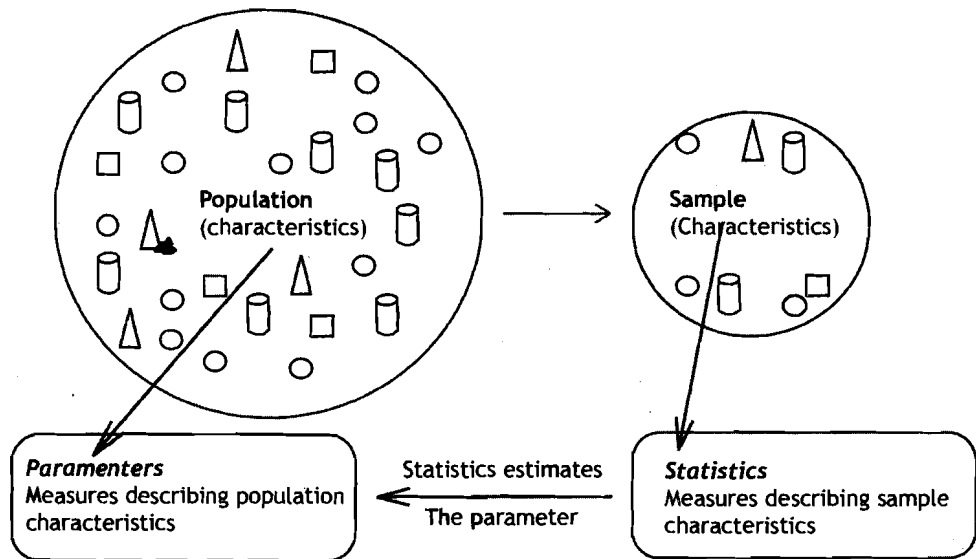 Population
(characteristics)
Sample
(Characteristics)
Paramenters
Measures describing population
characteristics
Statistics estimates
The parameter
Statistics
Measures describing sample
characteristics